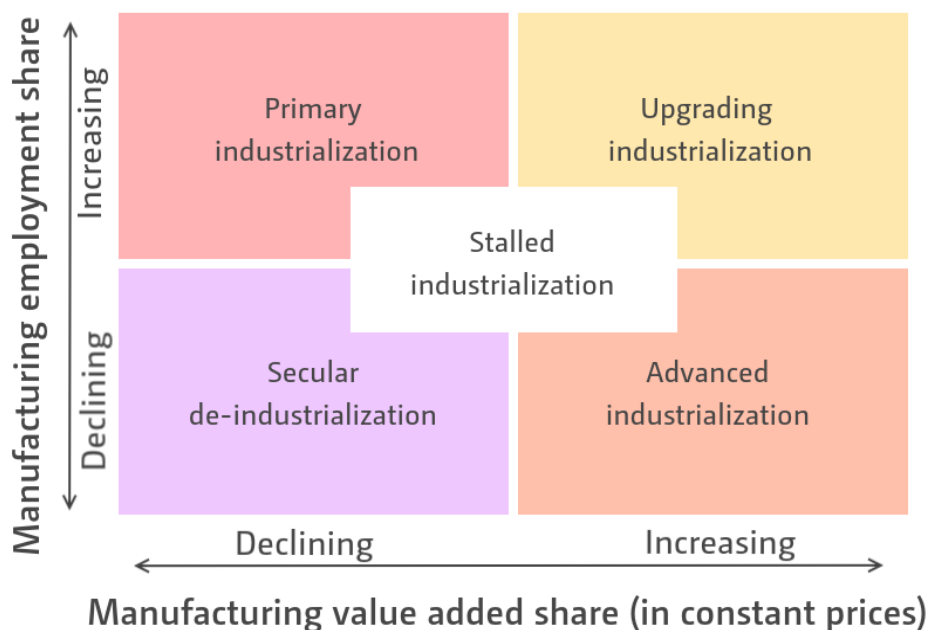 Manufacturing employment share
Increasing
Declining
Primary
industrialization
Upgrading
industrialization
Stalled
industrialization
Secular
de-industrialization
Advanced
industrialization
Declining
Increasing
Manufacturing value added share (in constant prices)